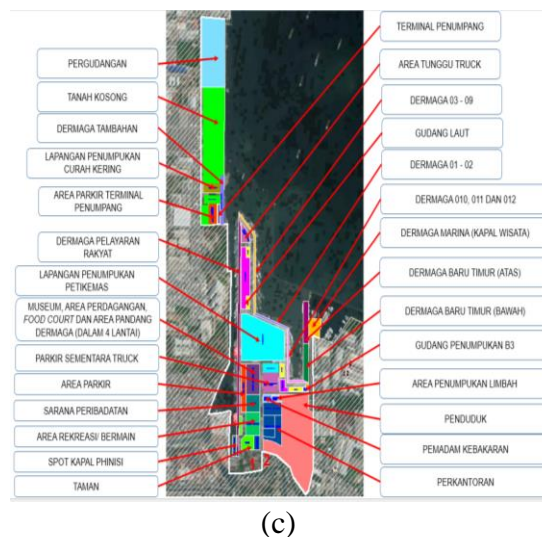 PERGUDANGAN
TANAH KOSONG
DERMAGA TAMBAHAN
LAPANGAN PENUMPUKAN
CURAH KERING
AREA PARKIR TERMINAL
PENUMPANG
DERMAGA PELAYARAN
RAKYAT
LAPANGAN PENUMPUKAN
PETIKEMAS
MUSEUM, AREA PERDAGANGAN,
FOOD COURT DAN AREA PANDANG
DERMAGA (DALAM 4 LANTAI)
PARKIR SEMENTARA TRUCK
AREA PARKIR
SARANA PERIBADATAN
AREA REKREASI/ BERMAIN
SPOT KAPAL PHINISI
TAMAN
TERMINAL PENUMPANG
AREA TUNGGU TRUCK
DERMAGA 03 - 09
GUDANG LAUT
DERMAGA 01 - 02
DERMAGA 010, 011 DAN 012
DERMAGA MARINA (KAPAL WISATA)
DERMAGA BARU TIMUR (ATAS)
DERMAGA BARU TIMUR (BAWAH)
GUDANG PENUMPUKAN B3
AREA PENUMPUKAN LIMBAH
PENDUDUK
PEMADAM KEBAKARAN
PERKANTORAN
(c)